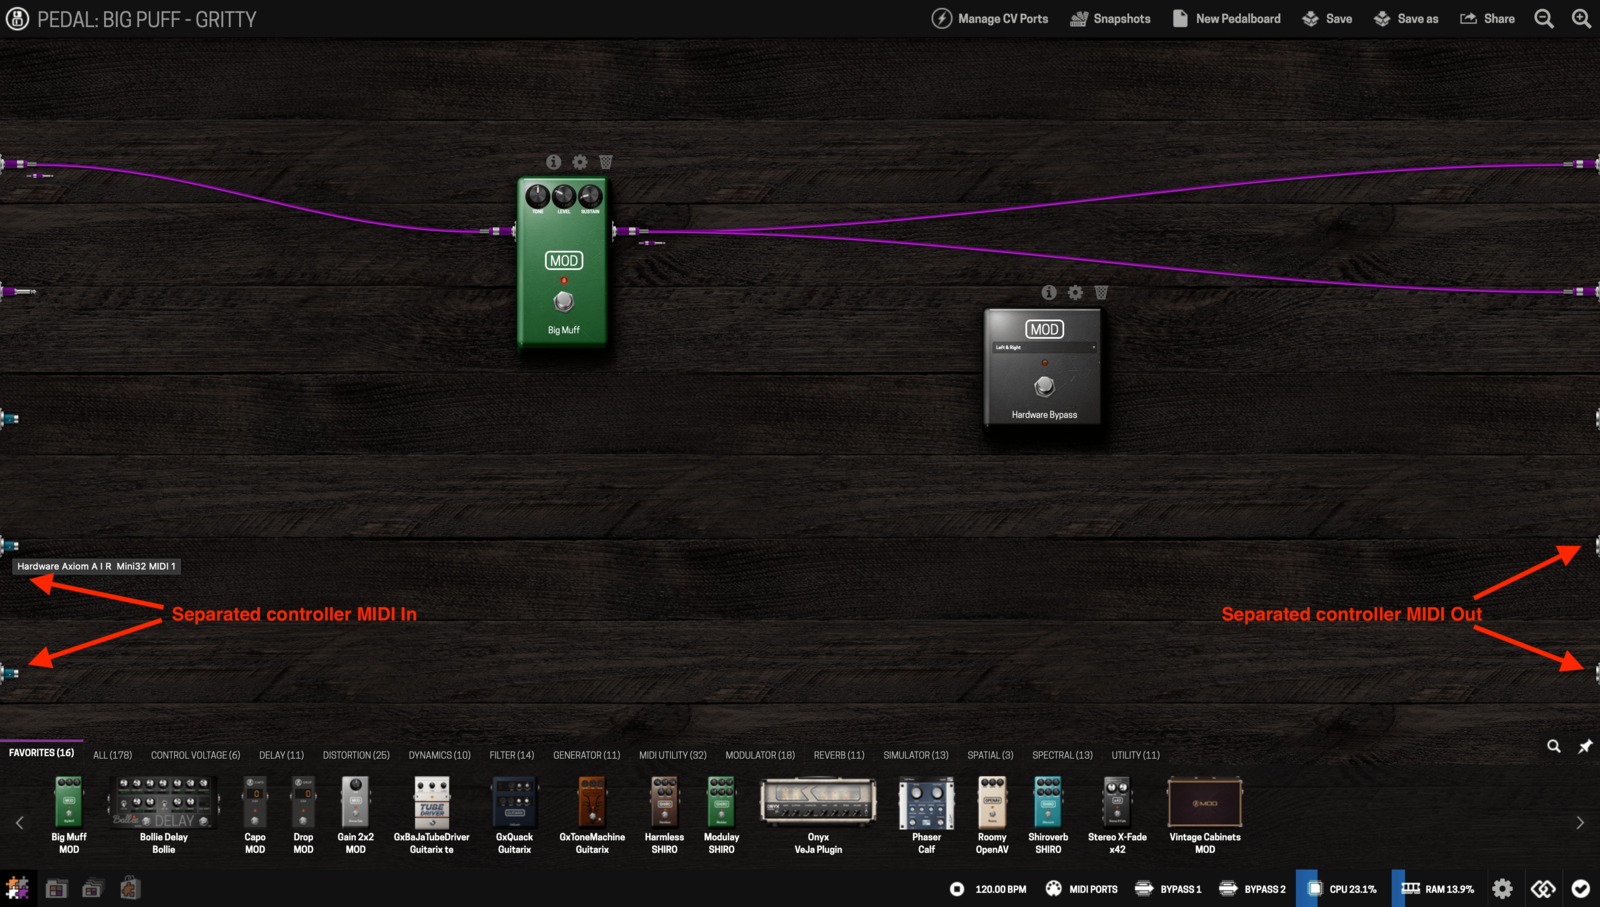 PEDAL: BIG PUFF - GRITTY
Manage CV Ports
Snapshots
New Pedalboard
Save
Save as
Share
TONE LEVEL SUSTAIN
MOD
Big Muff
MOD
Left & Right
Hardware Bypass
Hardware Axiom A I R Mini32 MIDI 1
Separated controller MIDI In
Separated controller MIDI Out
FAVORITES (16)
ALL (178)
CONTROL VOLTAGE (6)
DELAY (11)
DISTORTION (25)
DYNAMICS (10)
FILTER (14)
GENERATOR (11)
MIDI UTILITY (32)
MODULATOR (18)
REVERB (11)
SIMULATOR (13)
SPATIAL (3)
SPECTRAL (13)
UTILITY (11)
Bollie DELAY
TUBE
DRIVER
MOD
Big Muff
MOD
Bollie Delay
Bollie
Capo
MOD
Drop
MOD
Gain 2x2
MOD
GxBaJaTubeDriver
Guitarix te
GxQuack
Guitarix
GxToneMachine
Guitarix
Harmless
SHIRO
Modulay
SHIRO
Onyx
VeJa Plugin
Phaser
Calf
Roomy
OpenAV
Shiroverb
SHIRO
Stereo X-Fade
x42
Vintage Cabinets
MOD
120.00 BPM
MIDI PORTS
BYPASS 1
BYPASS 2
CPU 23.1%
RAM 13.9%